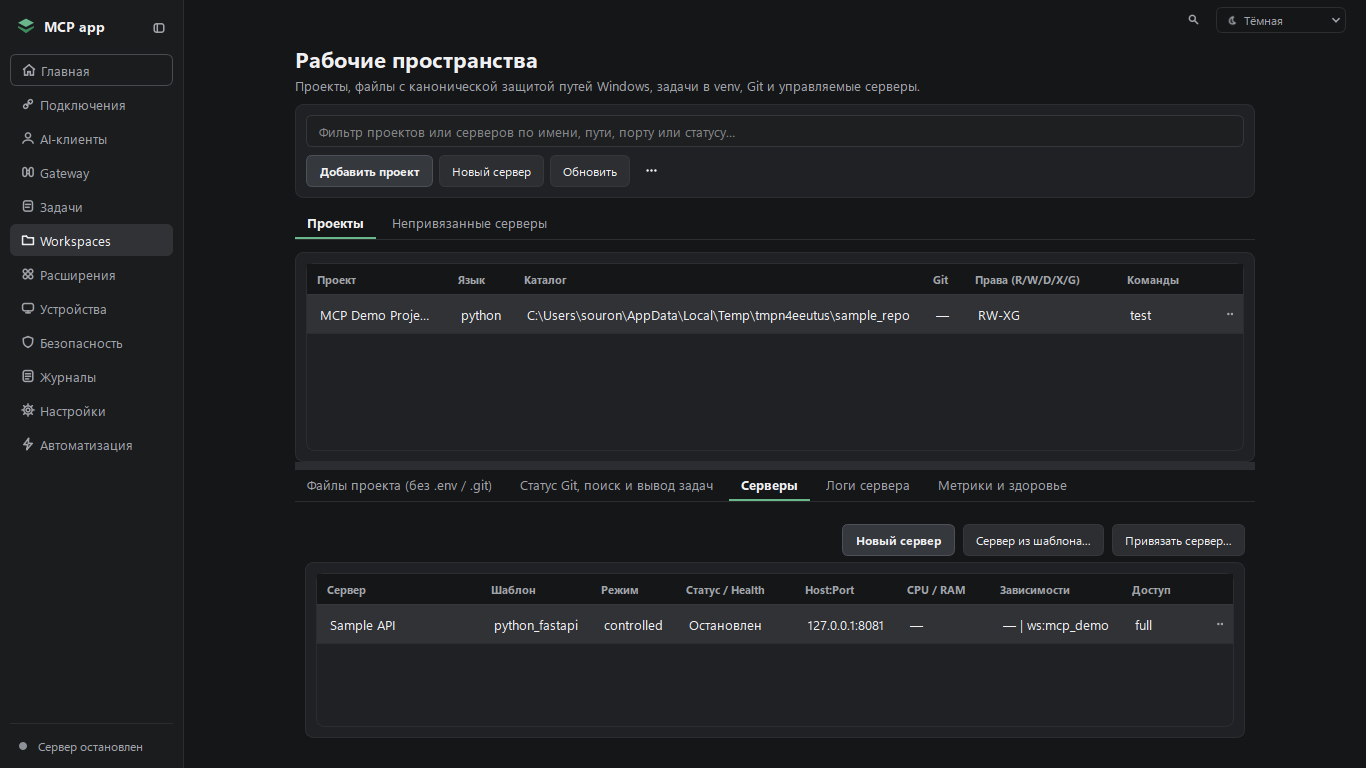 MCP app
Тёмная
Главная
Подключения
AI-клиенты
Gateway
Задачи
Workspaces
Расширения
Устройства
Безопасность
Журналы
Настройки
Автоматизация
Сервер остановлен
Рабочие пространства
Проекты, файлы с канонической защитой путей Windows, задачи в venv, Git и управляемые серверы.
Фильтр проектов или серверов по имени, пути, порту или статусу...
Добавить проект Новый сервер Обновить ···
Проекты Непривязанные серверы
Проект Язык Каталог Git Права (R/W/D/X/G) Команды
MCP Demo Proje... python C:\Users\souron\AppData\Local\Temp\tmpn4eeutus\sample_repo — RW-XG test ··
Файлы проекта (без .env / .git) Статус Git, поиск и вывод задач Серверы Логи сервера Метрики и здоровье
Новый сервер Сервер из шаблона... Привязать сервер...
Сервер Шаблон Режим Статус / Health Host:Port CPU / RAM Зависимости Доступ
Sample API python_fastapi controlled Остановлен 127.0.0.1:8081 — — | ws:mcp_demo full ··